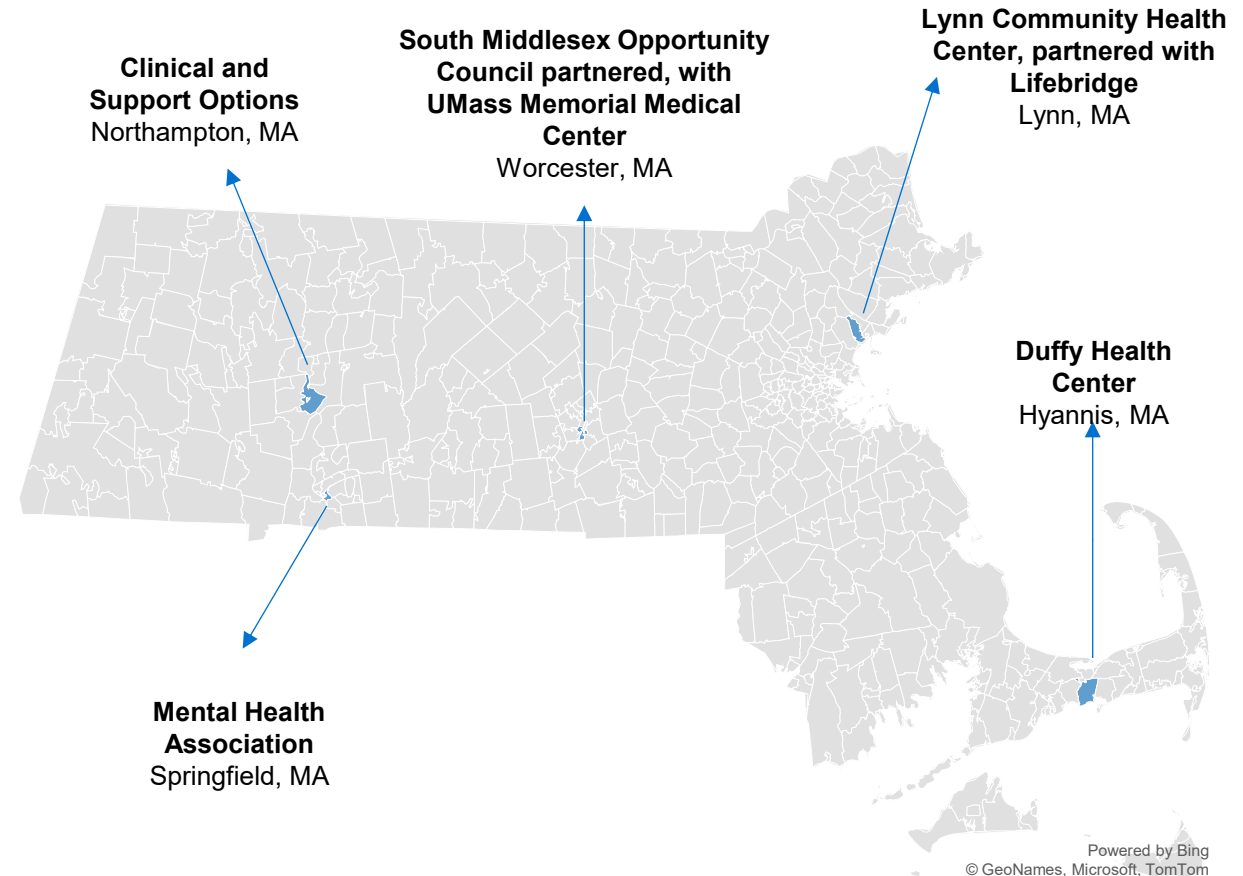 Clinical and
Support Options
Northampton, MA
South Middlesex Opportunity
Council partnered, with
UMass Memorial Medical
Center
Worcester, MA
Lynn Community Health
Center, partnered with
Lifebridge
Lynn, MA
Duffy Health
Center
Hyannis, MA
Mental Health
Association
Springfield, MA
Powered by Bing
© GeoNames, Microsoft, TomTom